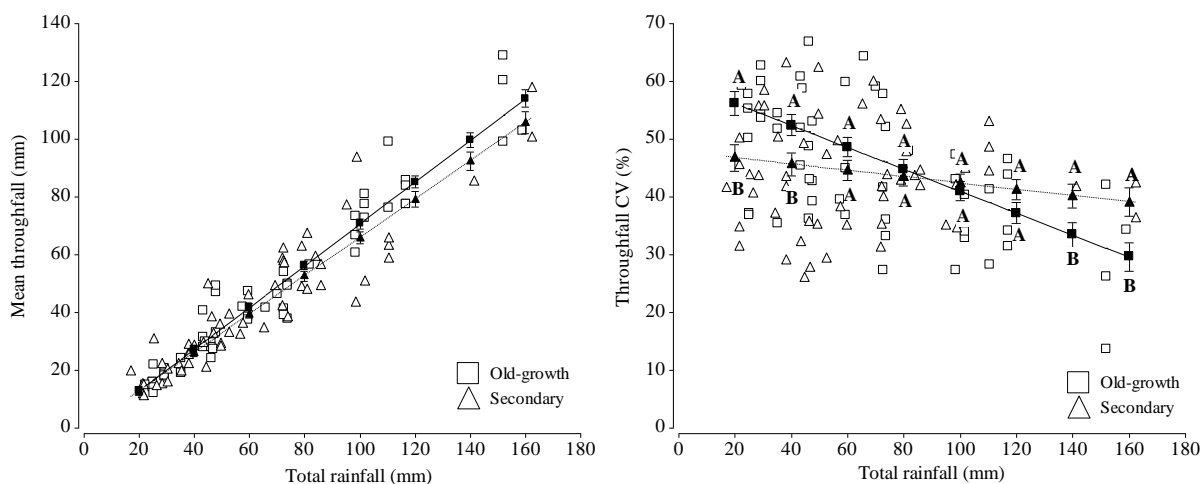 140
120
100
80
60
40
20
0
0 20 40 60 80 100 120 140 160 180
Mean throughfall (mm)
Total rainfall (mm)
Old-growth
Secondary
70
60
50
40
30
20
10
0
0 20 40 60 80 100 120 140 160 180
Throughfall CV (%)
Total rainfall (mm)
A A A A A A A A
B B A A A A B B
Old-growth
Secondary